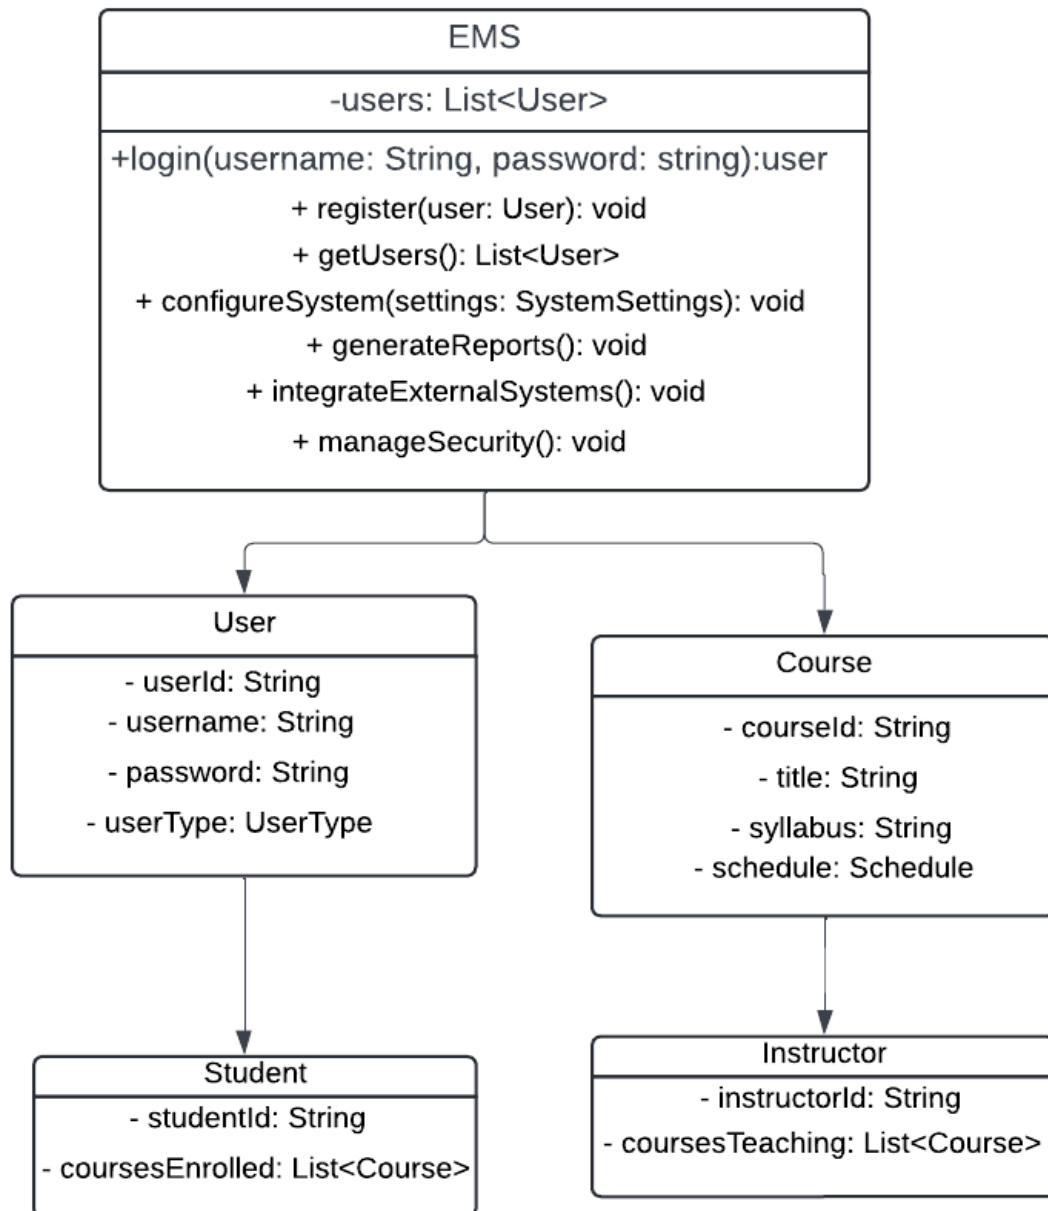 EMS
-users: List<User>
+login(username: String, password: string):user
+ register(user: User): void
+ getUsers(): List<User>
+ configureSystem(settings: SystemSettings): void
+ generateReports(): void
+ integrateExternalSystems(): void
+ manageSecurity(): void
User
- userId: String
- username: String
- password: String
- userType: UserType
Course
- courseId: String
- title: String
- syllabus: String
- schedule: Schedule
Student
- studentId: String
- coursesEnrolled: List<Course>
Instructor
- instructorId: String
- coursesTeaching: List<Course>